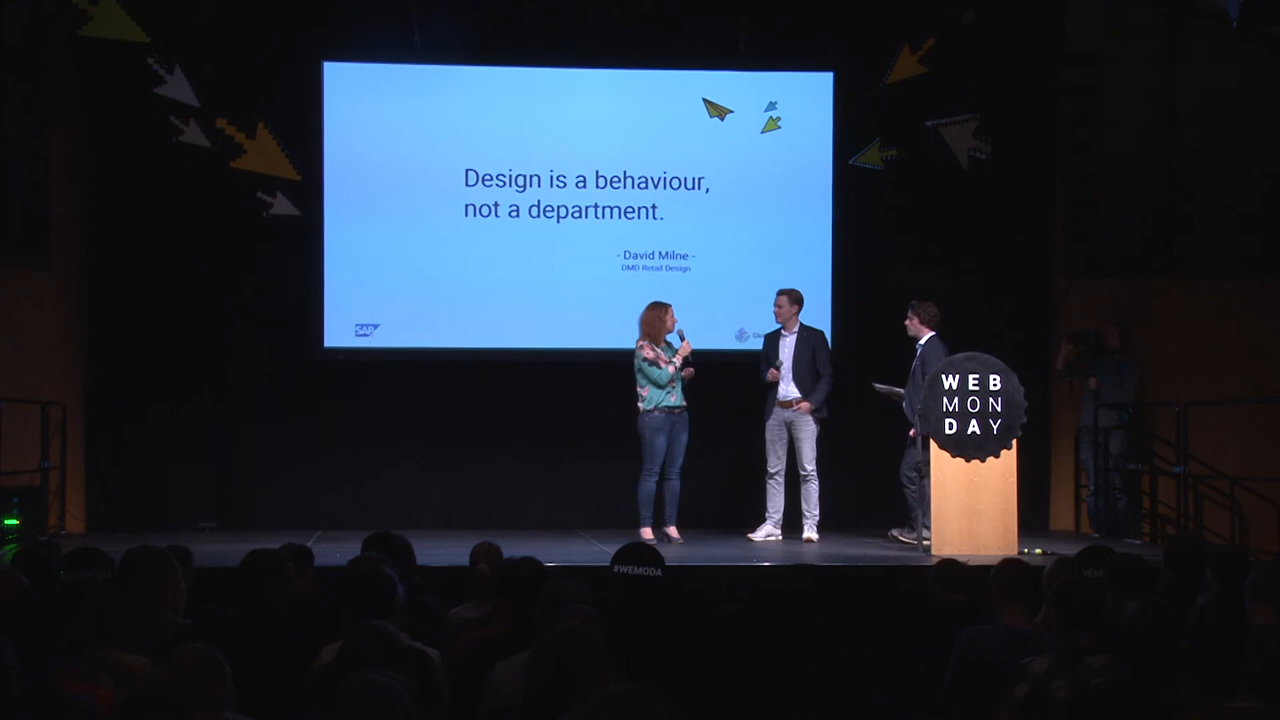 Design is a behaviour,
not a department.
- David Milne -
DMD Retail Design
SAP
WEB
MON
DAY
#WEMODA